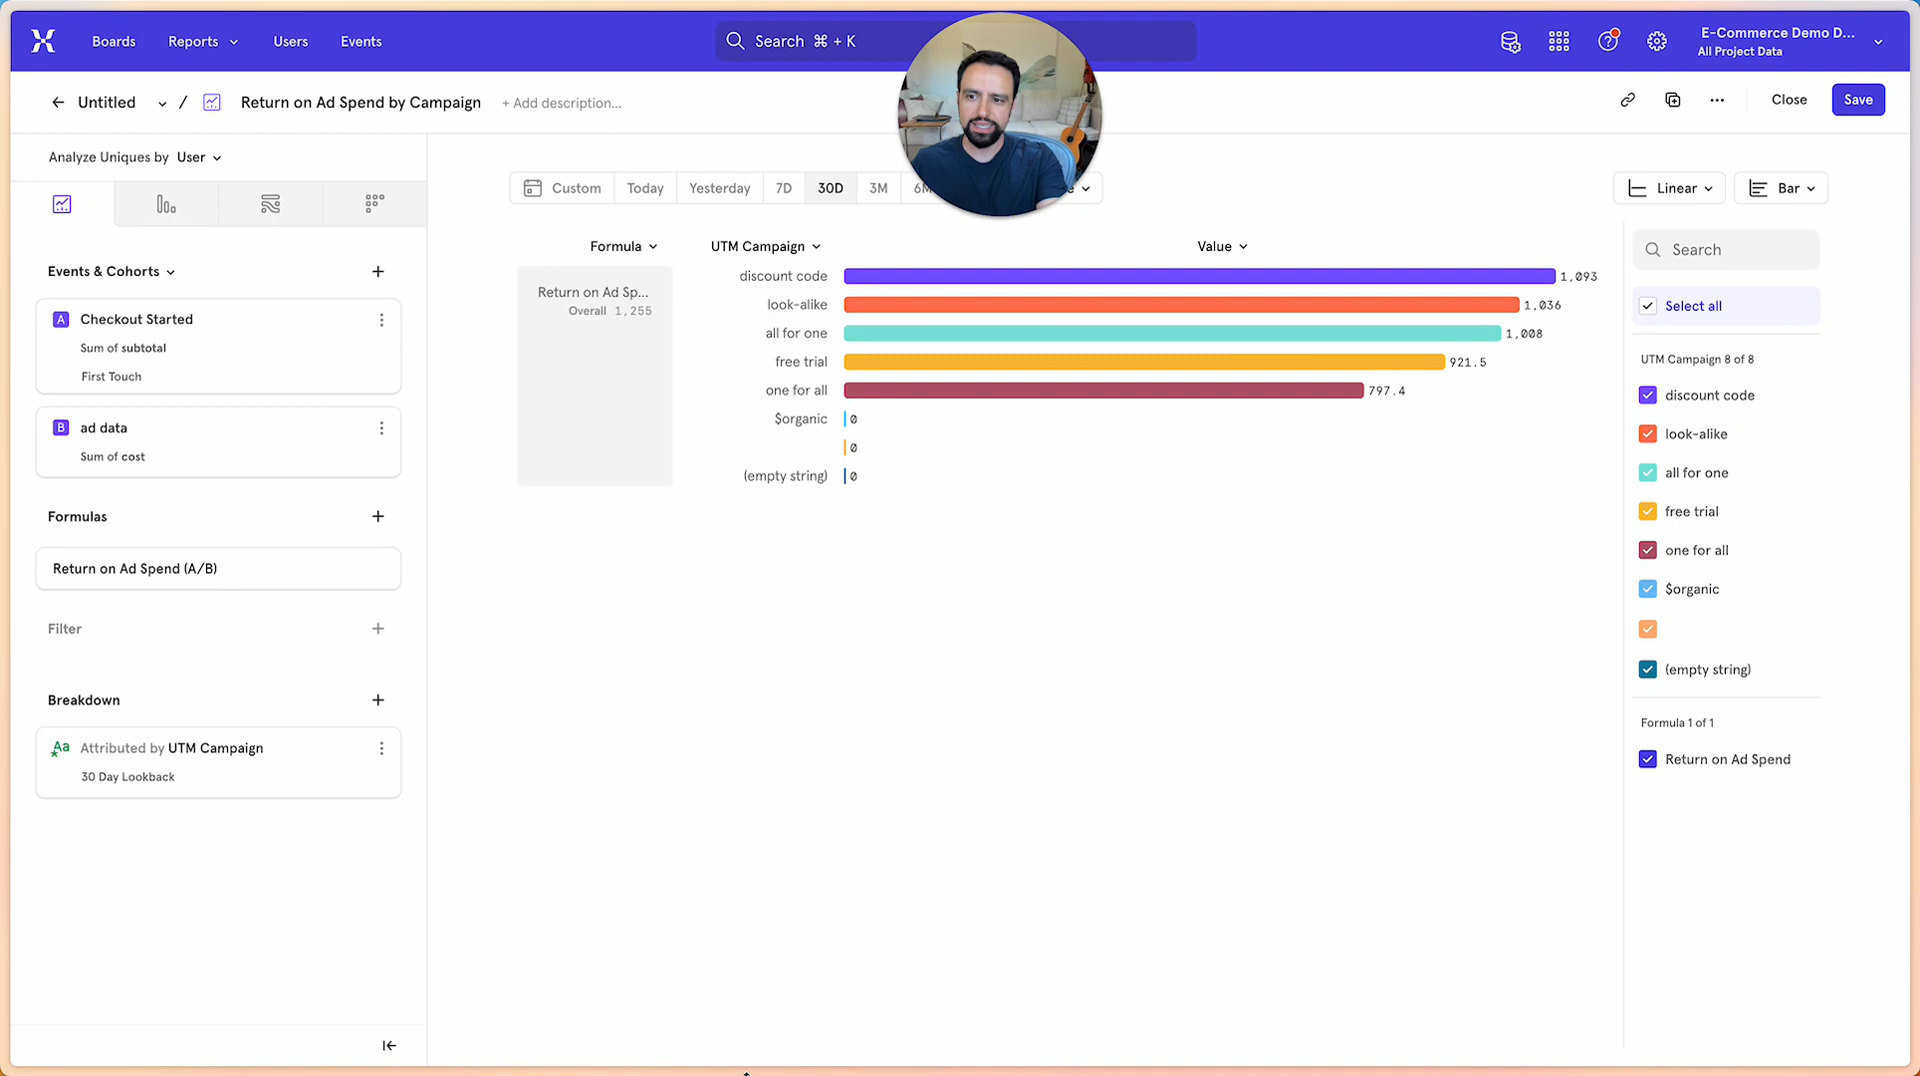 Boards
Reports
Users
Events
Search ⌘ + K
E-Commerce Demo D...
All Project Data
Untitled / Return on Ad Spend by Campaign + Add description...
Close
Save
Analyze Uniques by User
Custom
Today
Yesterday
7D
30D
3M
Linear
Bar
Events & Cohorts
A Checkout Started
Sum of subtotal
First Touch
B ad data
Sum of cost
Formulas
Return on Ad Spend (A/B)
Filter
Breakdown
Aa Attributed by UTM Campaign
30 Day Lookback
Formula
UTM Campaign
Value
Return on Ad Sp...
Overall 1,255
discount code 1,093
look-alike 1,036
all for one 1,008
free trial 921.5
one for all 797.4
$organic 0
0
(empty string) 0
Search
Select all
UTM Campaign 8 of 8
discount code
look-alike
all for one
free trial
one for all
$organic
(empty string)
Formula 1 of 1
Return on Ad Spend